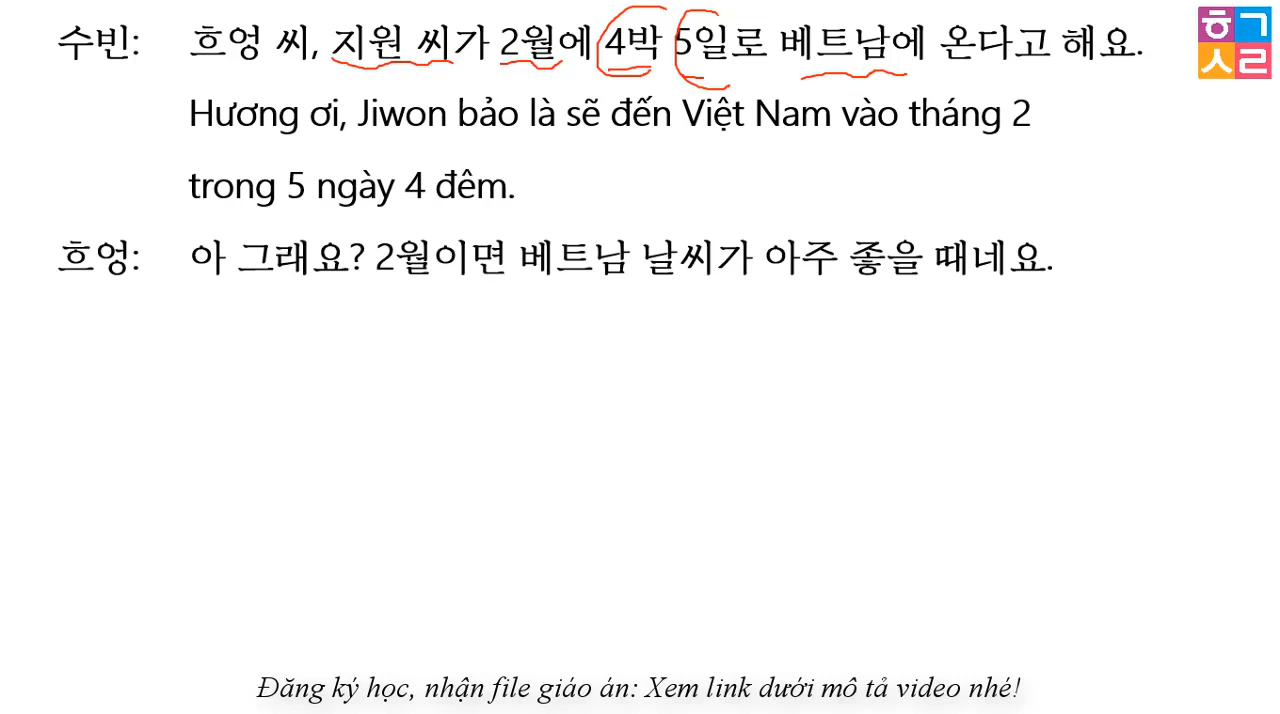 수빈: 흐엉 씨, 지원 씨가 2월에 4박 5일로 베트남에 온다고 해요.
Hương ơi, Jiwon bảo là sẽ đến Việt Nam vào tháng 2
trong 5 ngày 4 đêm.
흐엉: 아 그래요? 2월이면 베트남 날씨가 아주 좋을 때네요.
Đăng ký học, nhận file giáo án: Xem link dưới mô tả video nhé!
ㅎㄱ
ㅅㄹ